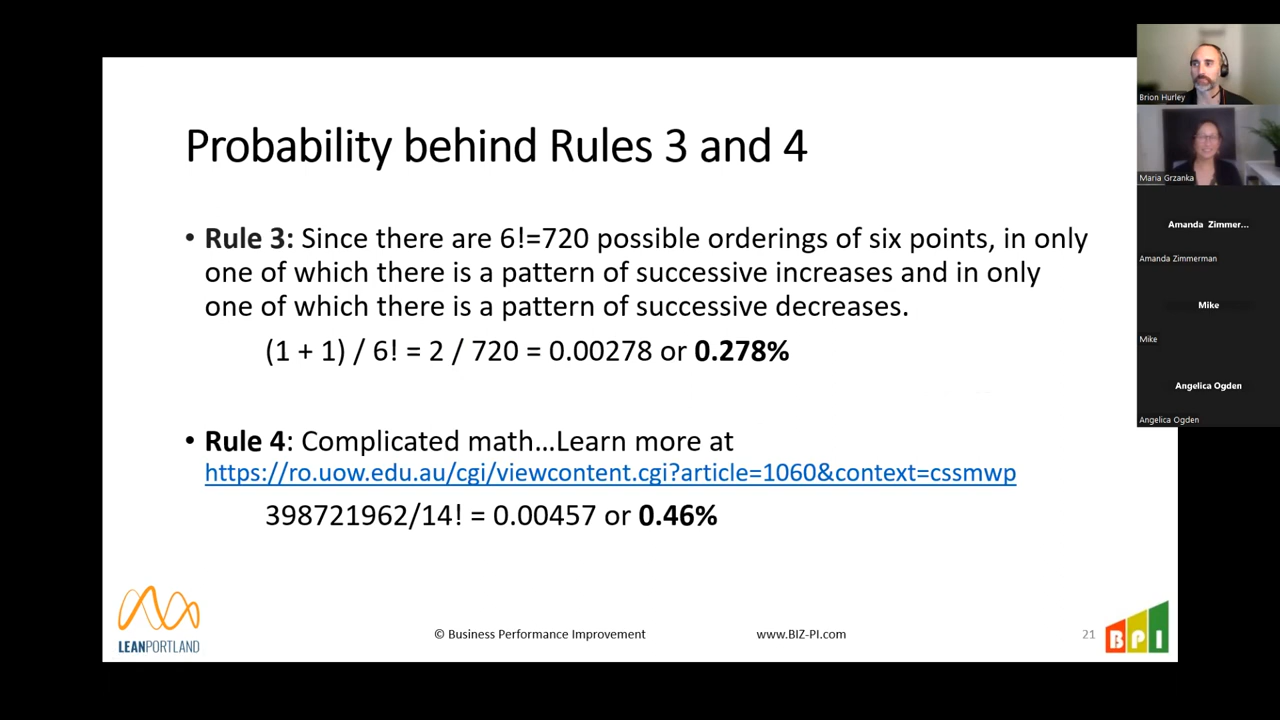 Probability behind Rules 3 and 4
• Rule 3: Since there are 6!=720 possible orderings of six points, in only
one of which there is a pattern of successive increases and in only
one of which there is a pattern of successive decreases.
(1 + 1) / 6! = 2 / 720 = 0.00278 or 0.278%
• Rule 4: Complicated math…Learn more at
https://ro.uow.edu.au/cgi/viewcontent.cgi?article=1060&context=cssmwp
398721962/14! = 0.00457 or 0.46%
LEANPORTLAND
© Business Performance Improvement
www.BIZ-PI.com
21
BPI
Brion Hurley
Maria Grzanka
Amanda Zimmer...
Amanda Zimmerman
Mike
Mike
Angelica Ogden
Angelica Ogden